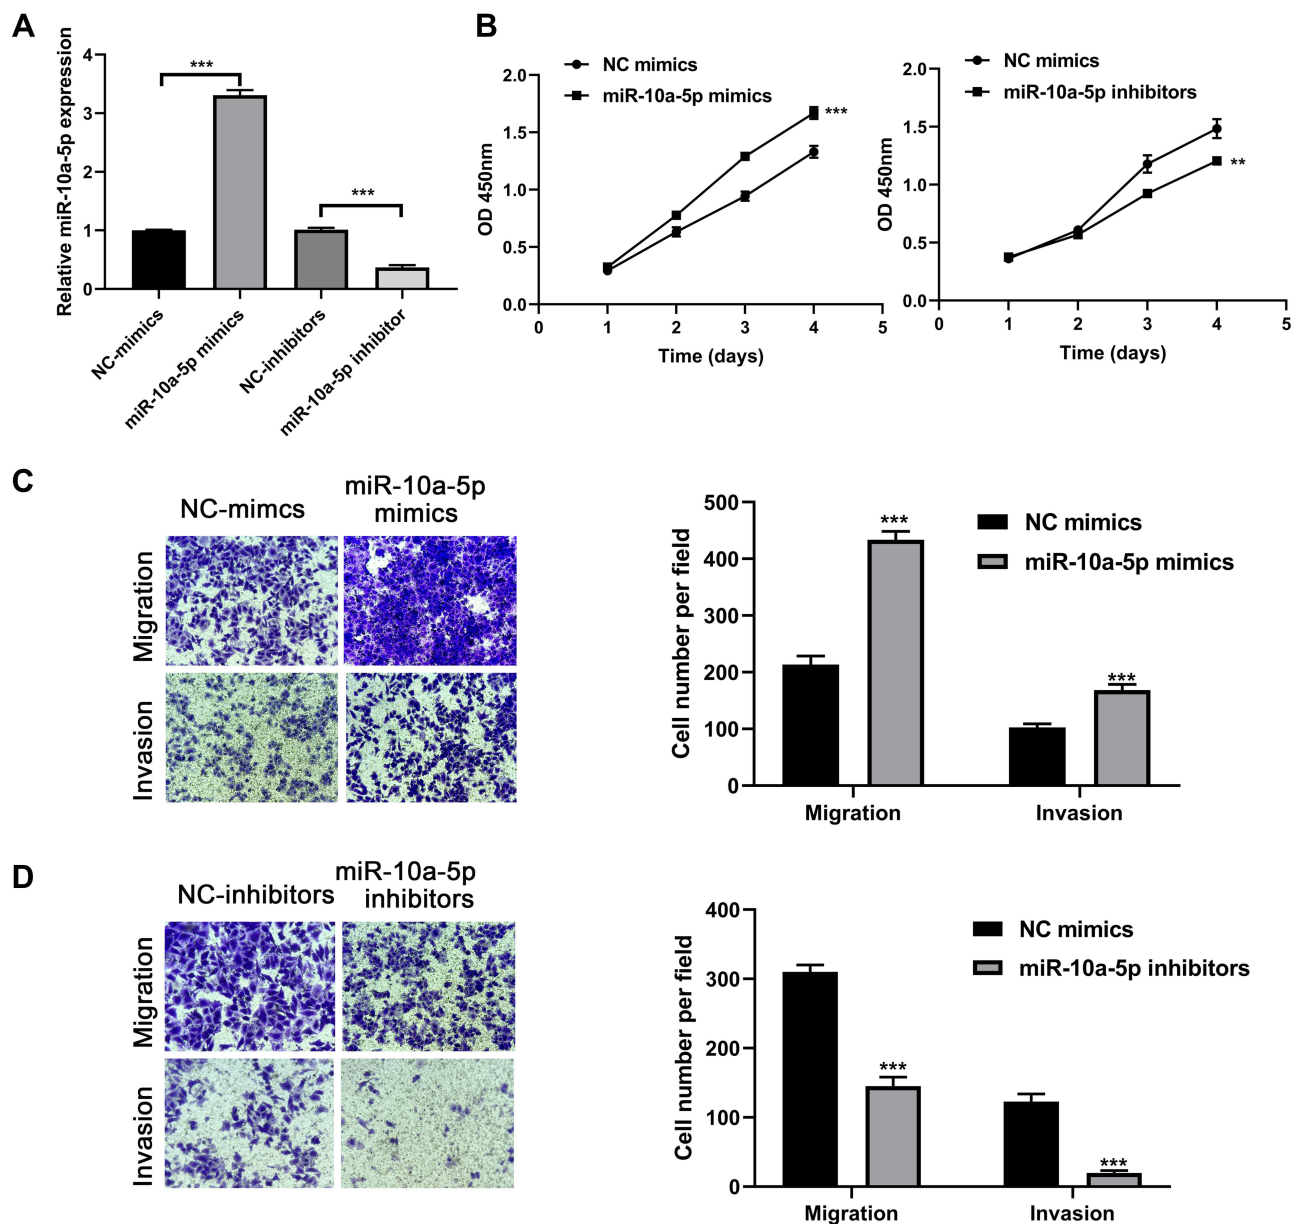 A
Relative miR-10a-5p expression
4
3
2
1
0
***
***
NC-mimics
miR-10a-5p mimics
NC-inhibitors
miR-10a-5p inhibitor
B
NC mimics
miR-10a-5p mimics
OD 450nm
2.0
1.5
1.0
0.5
0.0
***
0 1 2 3 4 5
Time (days)
NC mimics
miR-10a-5p inhibitors
OD 450nm
2.0
1.5
1.0
0.5
0.0
**
0 1 2 3 4 5
Time (days)
C
NC-mimcs
miR-10a-5p
mimics
Migration
Invasion
Cell number per field
500
400
300
200
100
0
***
***
NC mimics
miR-10a-5p mimics
Migration Invasion
D
NC-inhibitors
miR-10a-5p
inhibitors
Migration
Invasion
Cell number per field
400
300
200
100
0
***
***
NC mimics
miR-10a-5p inhibitors
Migration Invasion